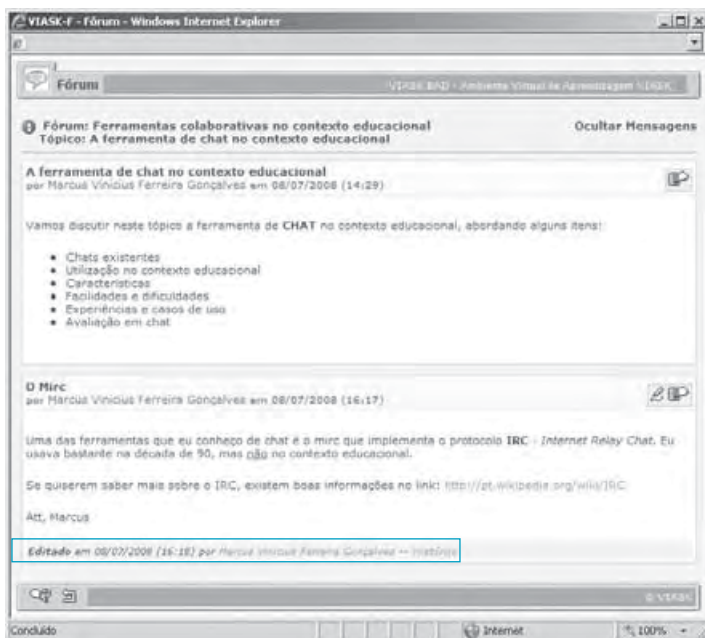 VIASK-F - Fórum - Windows Internet Explorer
Fórum
VIASK EAD - Ambiente Virtual de Aprendizagem VIASK
Fórum: Ferramentas colaborativas no contexto educacional
Ocultar Mensagens
Tópico: A ferramenta de chat no contexto educacional
A ferramenta de chat no contexto educacional
por Marcus Vinicius Ferreira Gonçalves em 08/07/2008 (14:29)
Vamos discutir neste tópico a ferramenta de CHAT no contexto educacional, abordando alguns itens:
Chats existentes
Utilização no contexto educacional
Características
Facilidades e dificuldades
Experiências e casos de uso
Avaliação em chat
O Mirc
por Marcus Vinicius Ferreira Gonçalves em 08/07/2008 (16:17)
Uma das ferramentas que eu conheço de chat é o mirc que implementa o protocolo IRC - Internet Relay Chat. Eu
usava bastante na década de 90, mas não no contexto educacional.
Se quiserem saber mais sobre o IRC, existem boas informações no link: http://pt.wikipedia.org/wiki/IRC
Att, Marcus
Editado em 08/07/2008 (16:18) por Marcus Vinicius Ferreira Gonçalves -- Histórico
© VIASK
Concluído
Internet
100%